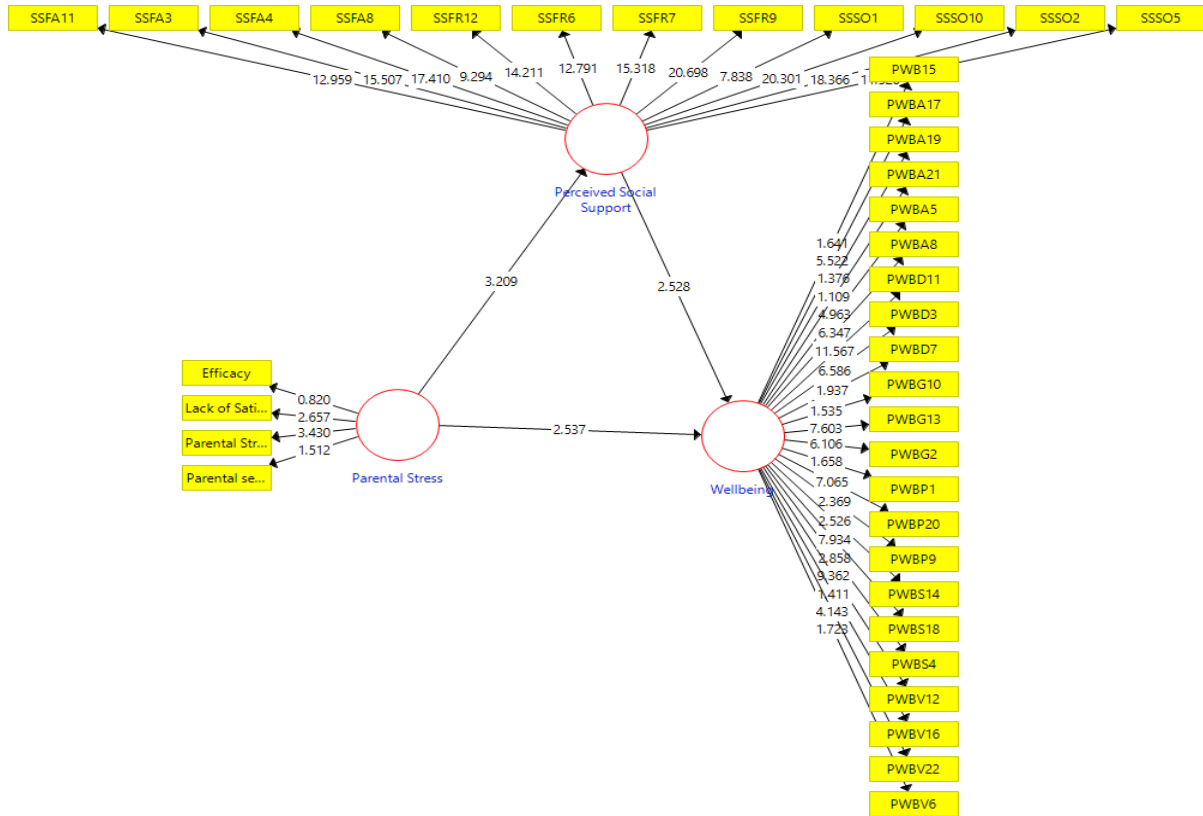 SSFA11 SSFA3 SSFA4 SSFA8 SSFR12 SSFR6 SSFR7 SSFR9 SSSO1 SSSO10 SSSO2 SSSO5
12.959 15.507 17.410 9.294 14.211 12.791 15.318 20.698 7.838 20.301 18.366
PWB15
PWBA17
PWBA19
PWBA21
PWBA5
PWBA8
PWBD11
PWBD3
PWBD7
PWBG10
PWBG13
PWBG2
PWBP1
PWBP20
PWBP9
PWBS14
PWBS18
PWBS4
PWBV12
PWBV16
PWBV22
PWBV6
Perceived Social
Support
3.209
2.528
1.641
5.522
1.376
1.109
4.963
6.347
11.567
6.586
1.937
1.535
7.603
6.106
1.658
7.065
2.369
2.526
7.934
2.858
9.362
1.411
4.143
1.723
Efficacy
Lack of Sati...
Parental Str...
Parental se...
0.820
2.657
3.430
1.512
Parental Stress
2.537
Wellbeing